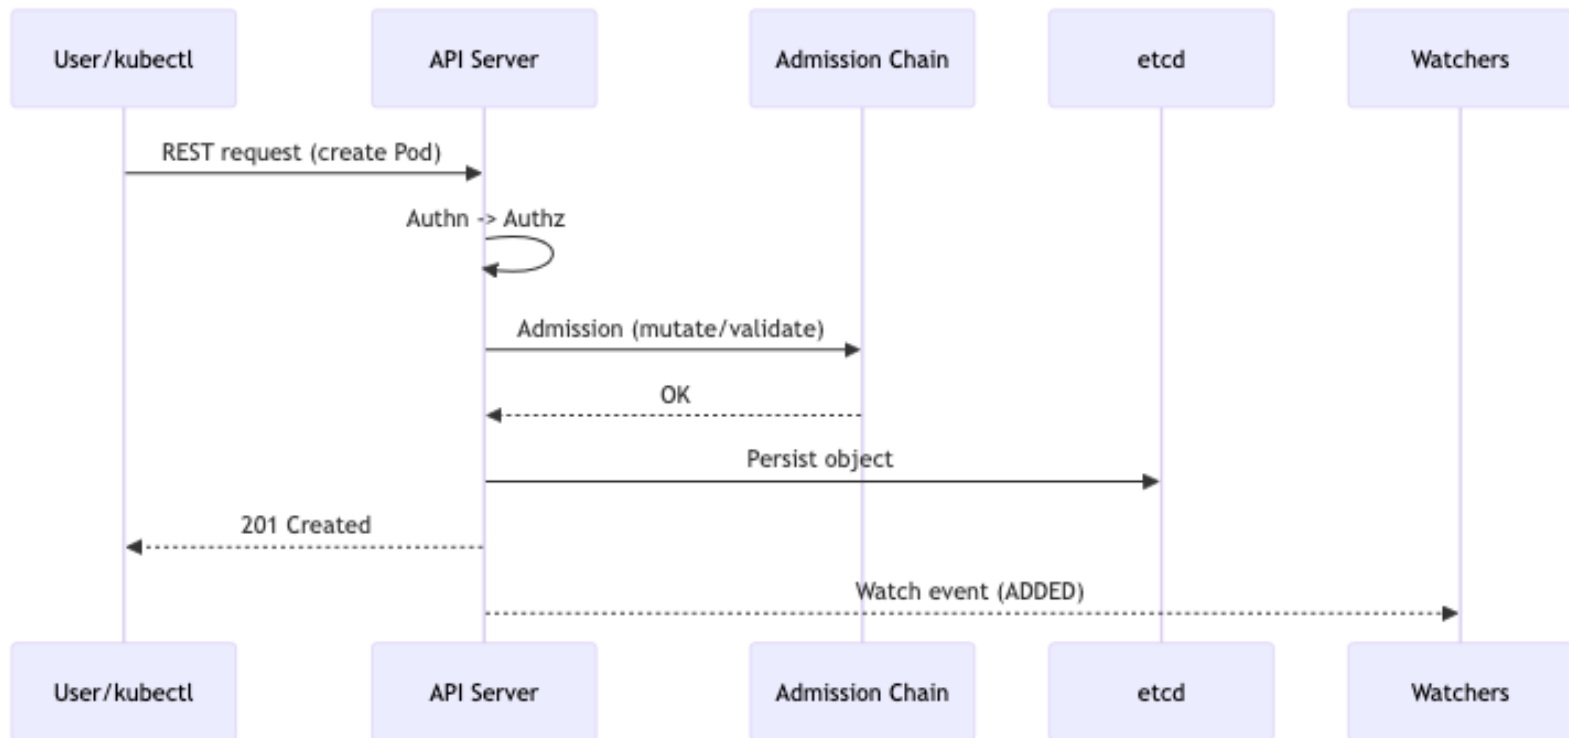 User/kubectl
API Server
Admission Chain
etcd
Watchers
REST request (create Pod)
Authn -> Authz
Admission (mutate/validate)
OK
Persist object
201 Created
Watch event (ADDED)
User/kubectl
API Server
Admission Chain
etcd
Watchers